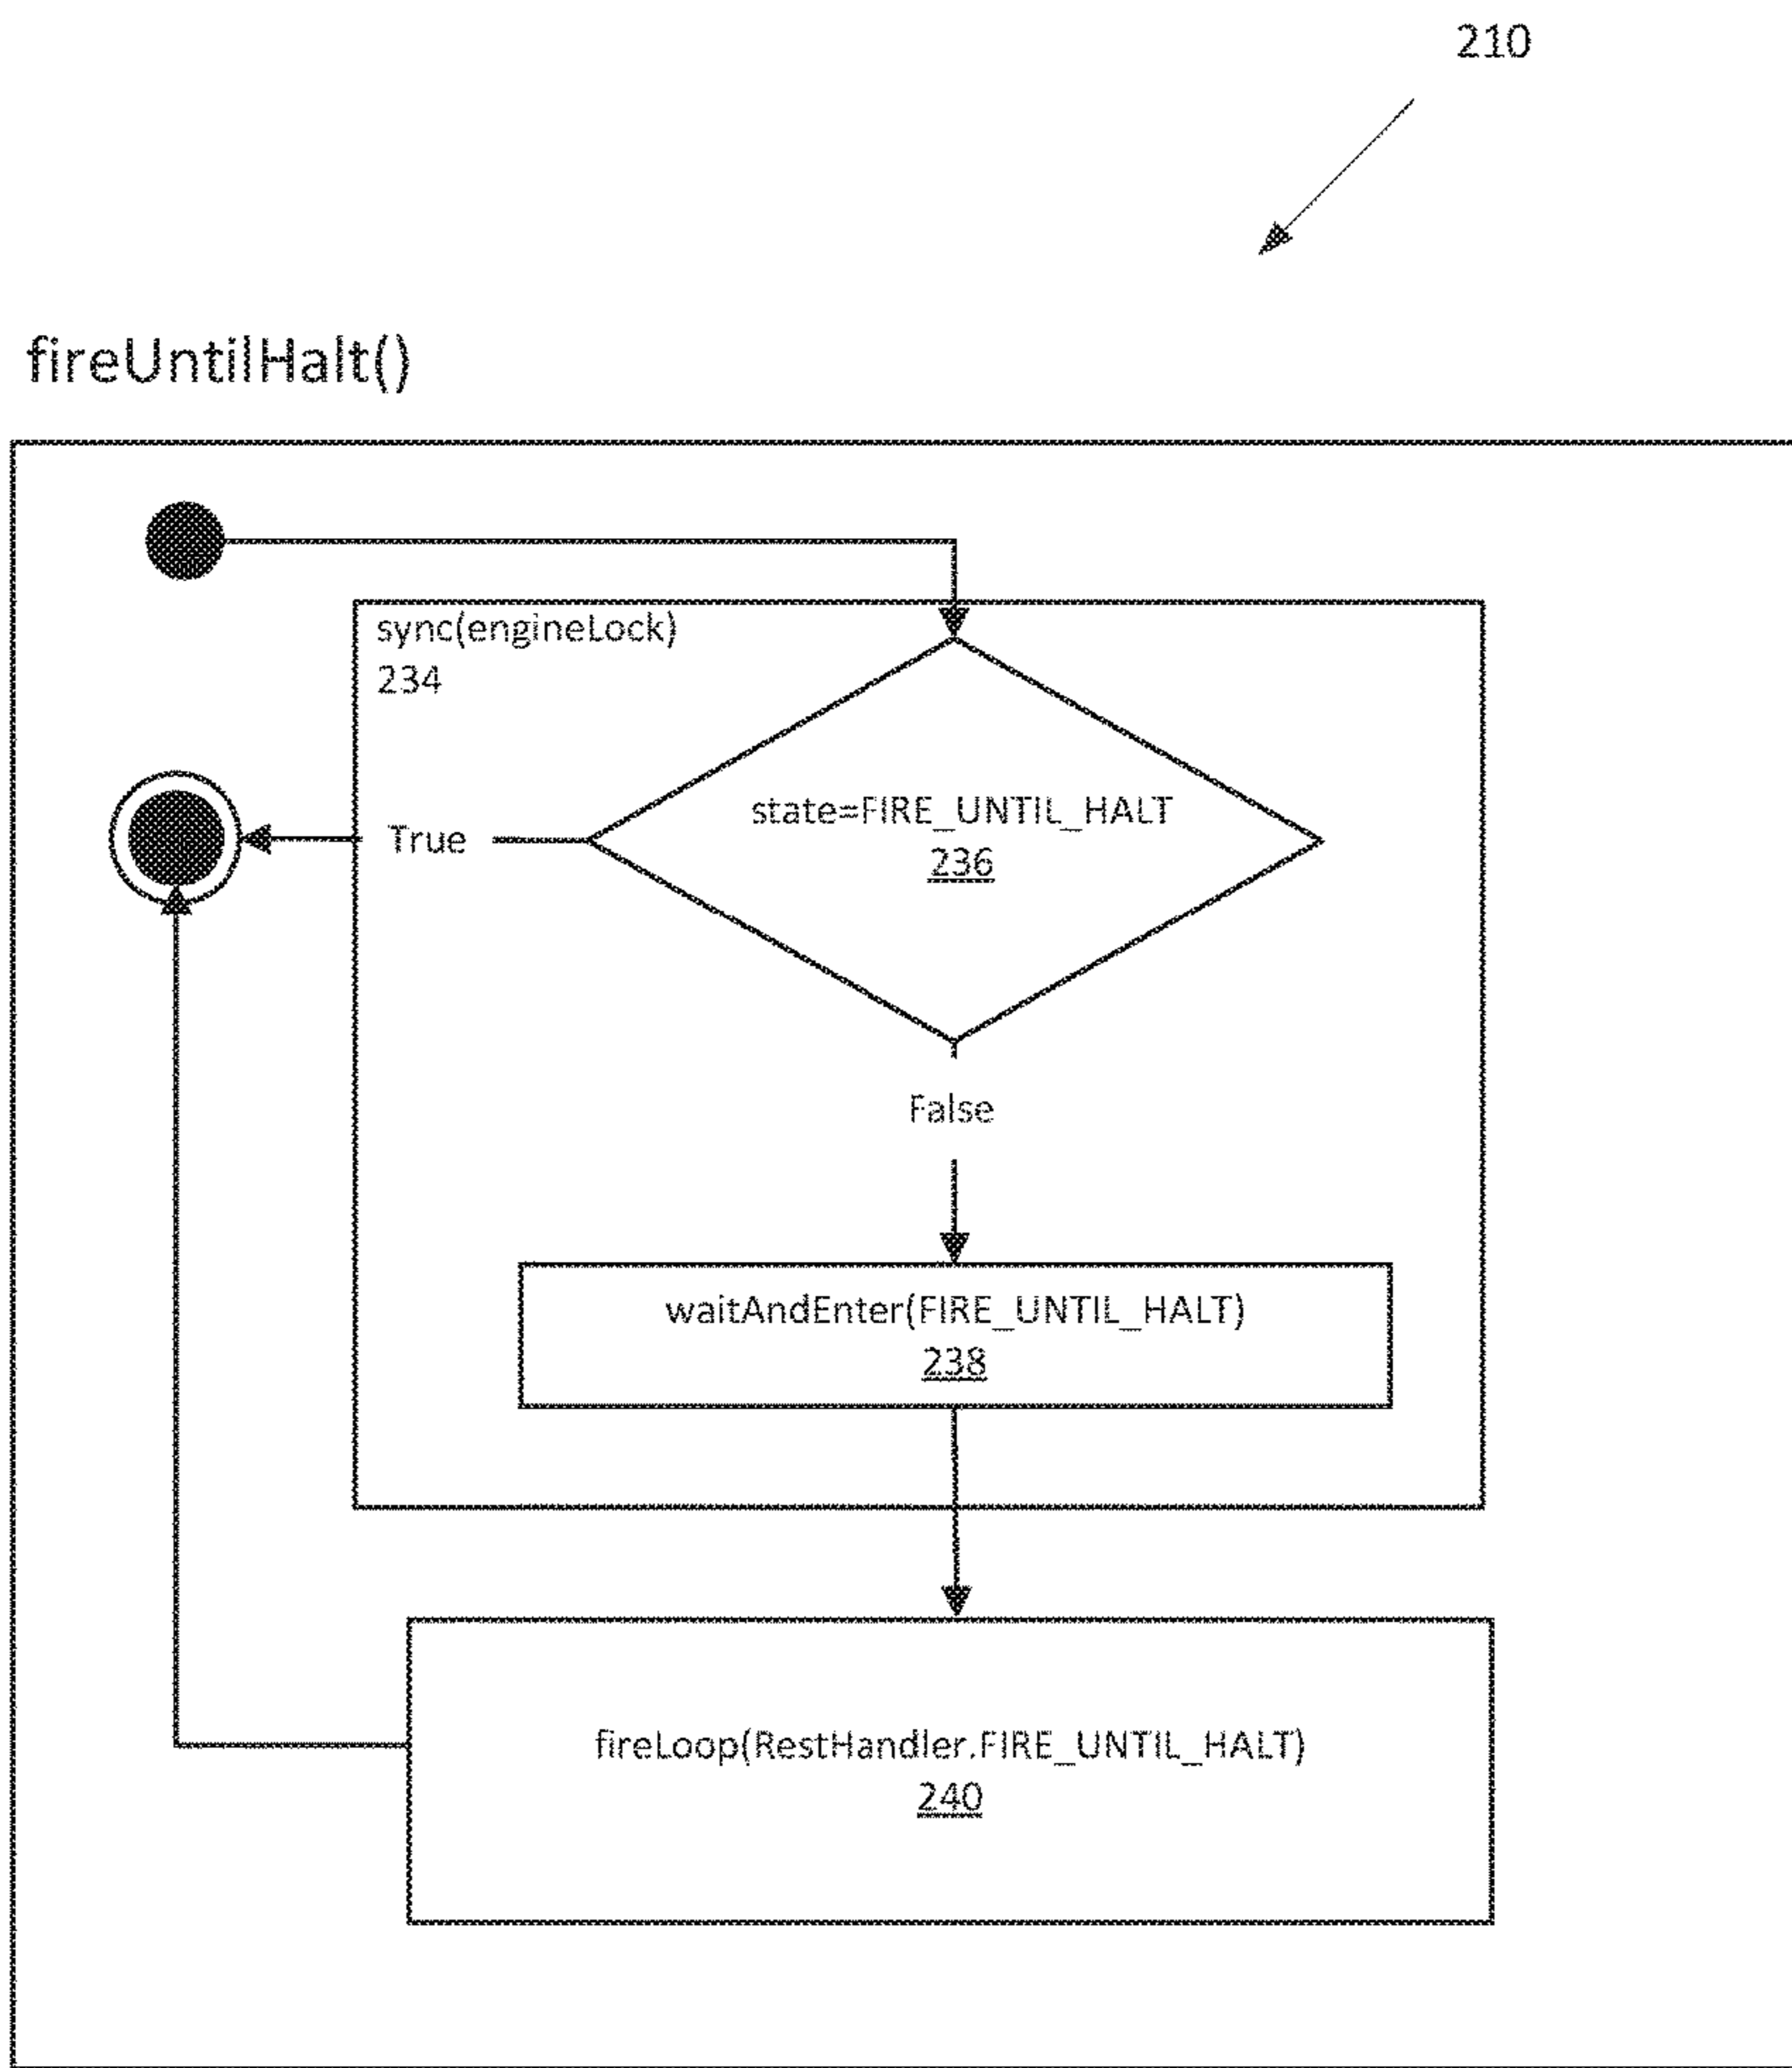 210
fireUntilHalt()
sync(engineLock)
234
state=FIRE_UNTIL_HALT
236
True
False
waitAndEnter(FIRE_UNTIL_HALT)
238
fireLoop(RestHandler.FIRE_UNTIL_HALT)
240